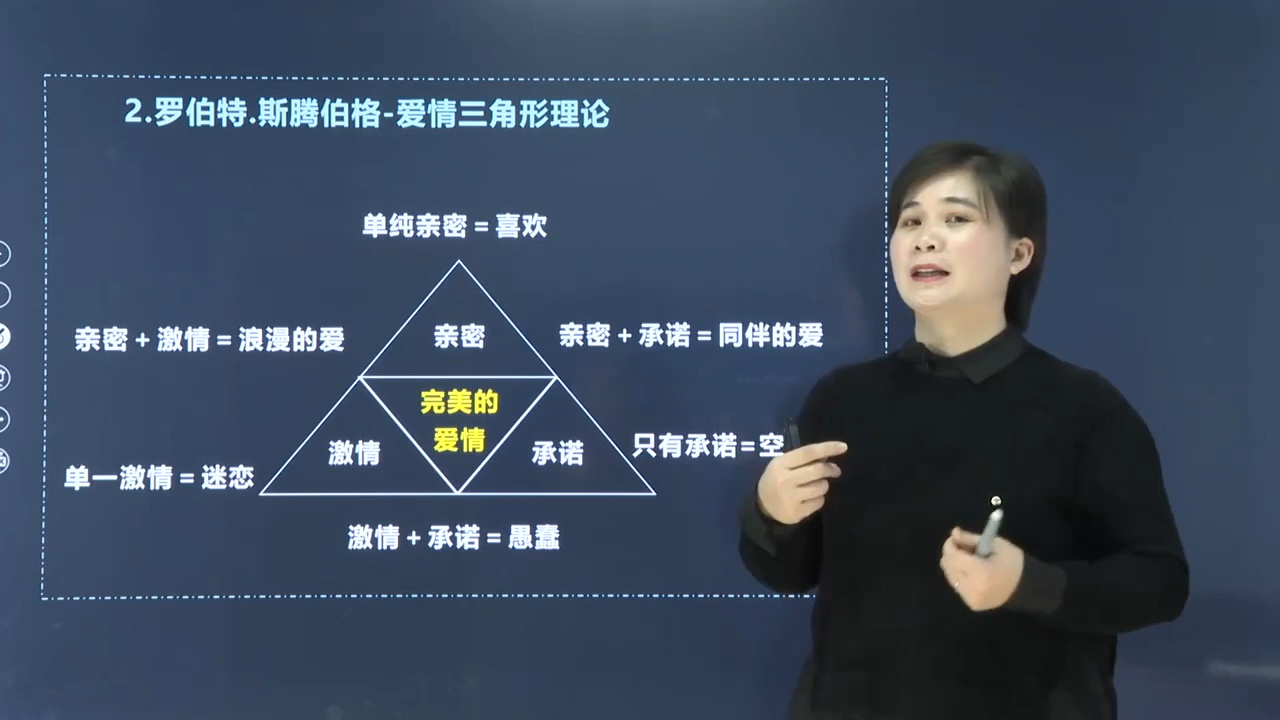 2.罗伯特.斯腾伯格-爱情三角形理论
单纯亲密=喜欢
亲密+激情=浪漫的爱
亲密
亲密+承诺=同伴的爱
完美的
爱情
激情
承诺
只有承诺=空
单一激情=迷恋
激情+承诺=愚蠢